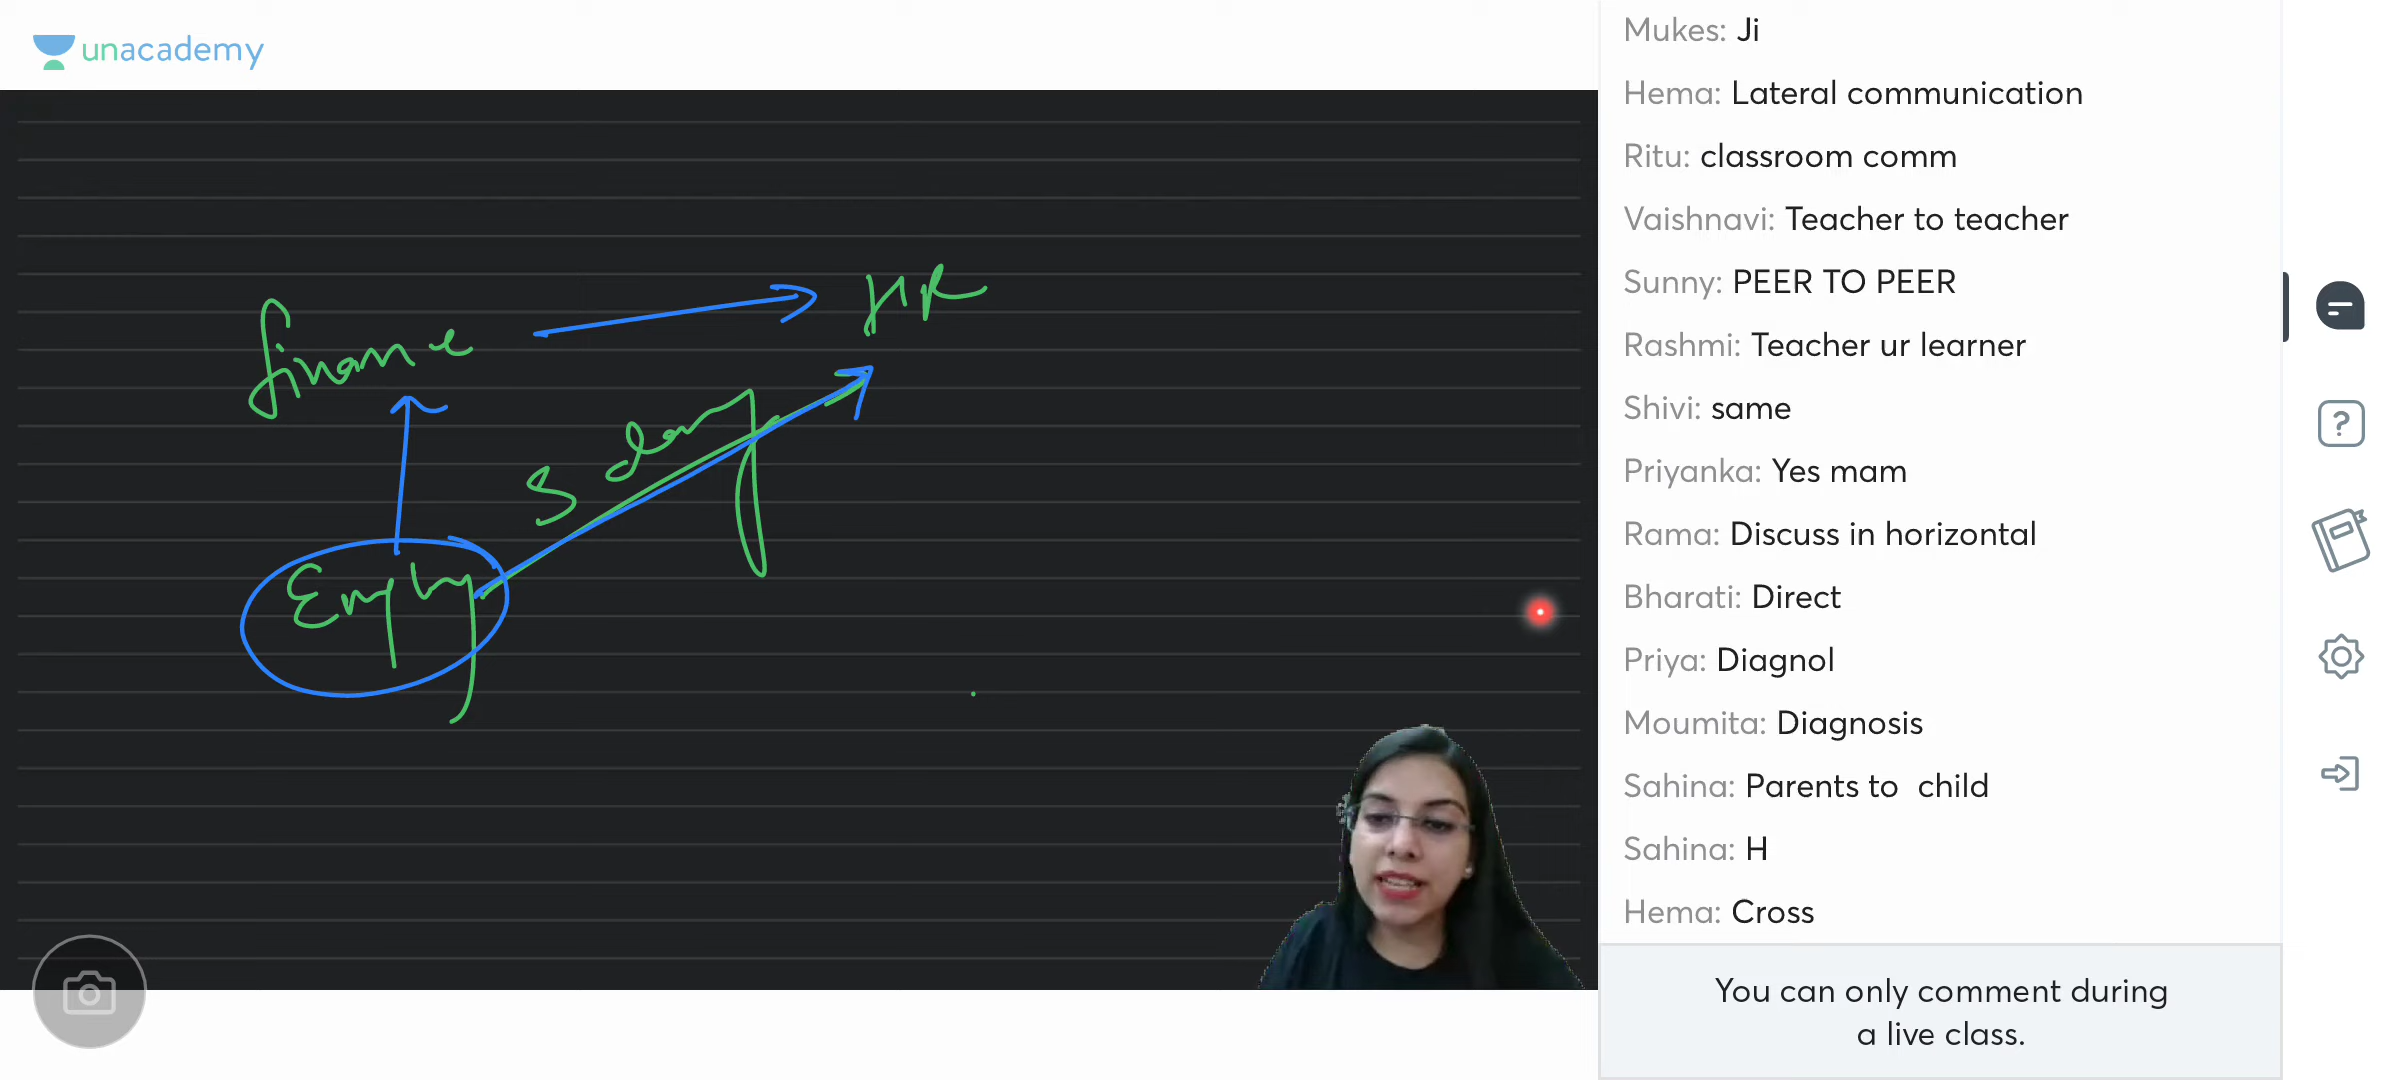 unacademy
finance
HR
Mukes: Ji
Hema: Lateral communication
Ritu: classroom comm
Vaishnavi: Teacher to teacher
Sunny: PEER TO PEER
Rashmi: Teacher ur learner
Shivi: same
Priyanka: Yes mam
Rama: Discuss in horizontal
Bharati: Direct
Priya: Diagnol
Moumita: Diagnosis
Sahina: Parents to  child
Sahina: H
Hema: Cross
You can only comment during
a live class.